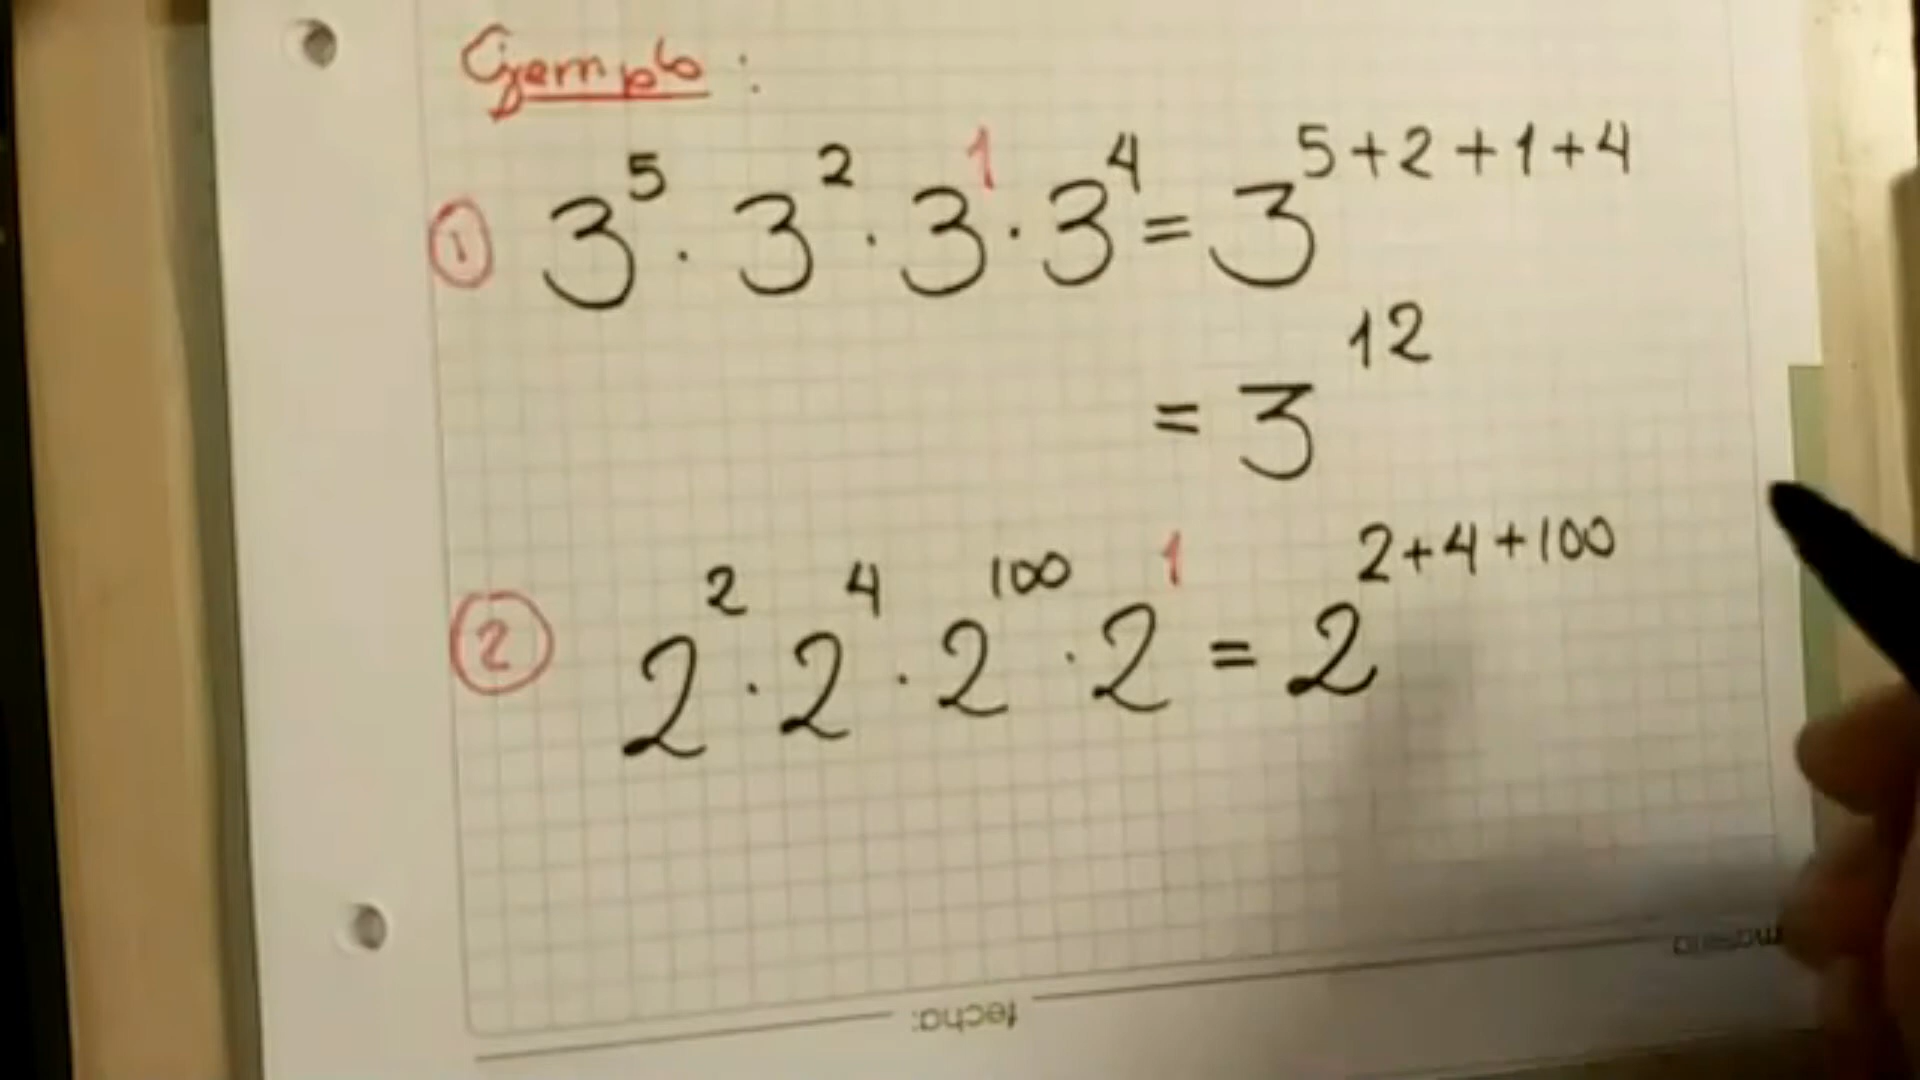 Ejemplo:
① 3⁵ · 3² · 3¹ · 3⁴ = 3⁵⁺²⁺¹⁺⁴
= 3¹²
② 2² · 2⁴ · 2¹⁰⁰ · 2¹ = 2²⁺⁴⁺¹⁰⁰
fecha: